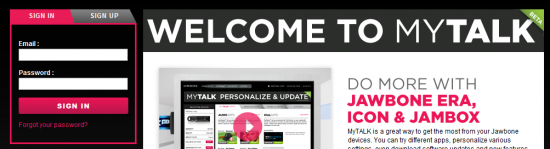 SIGN IN
SIGN UP
Email :
Password :
SIGN IN
Forgot your password?
WELCOME TO MYTALK
BETA
MYTALK PERSONALIZE & UPDATE
DO MORE WITH
JAWBONE ERA,
ICON & JAMBOX
MyTALK is a great way to get the most from your Jawbone
devices. You can try different apps, personalize various
settings, even download software updates and new features